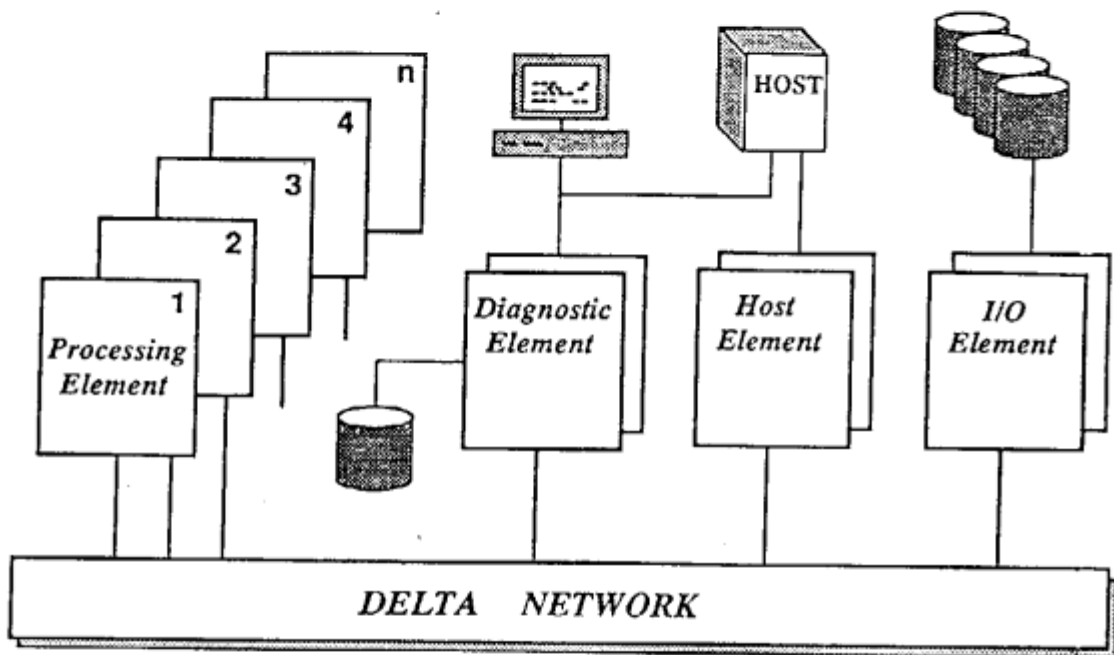 n
4
3
2
1
Processing
Element
HOST
Diagnostic
Element
Host
Element
I/O
Element
DELTA NETWORK